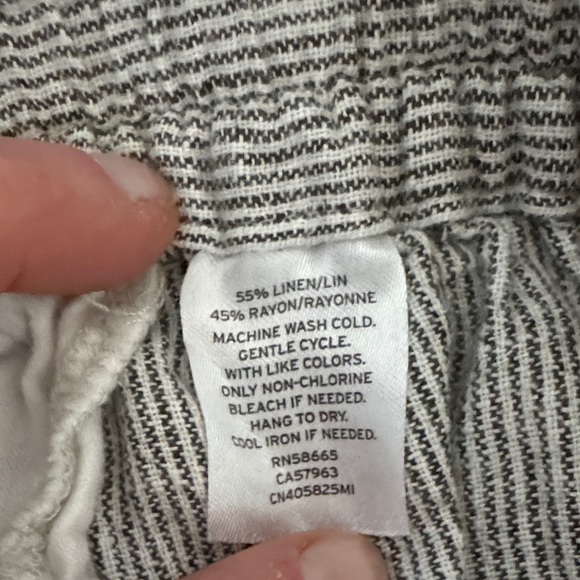 55% LINEN/LIN
45% RAYON/RAYONNE
MACHINE WASH COLD.
GENTLE CYCLE.
WITH LIKE COLORS.
ONLY NON-CHLORINE
BLEACH IF NEEDED.
HANG TO DRY.
COOL IRON IF NEEDED.
RN58665
CA57963
CN405825MI